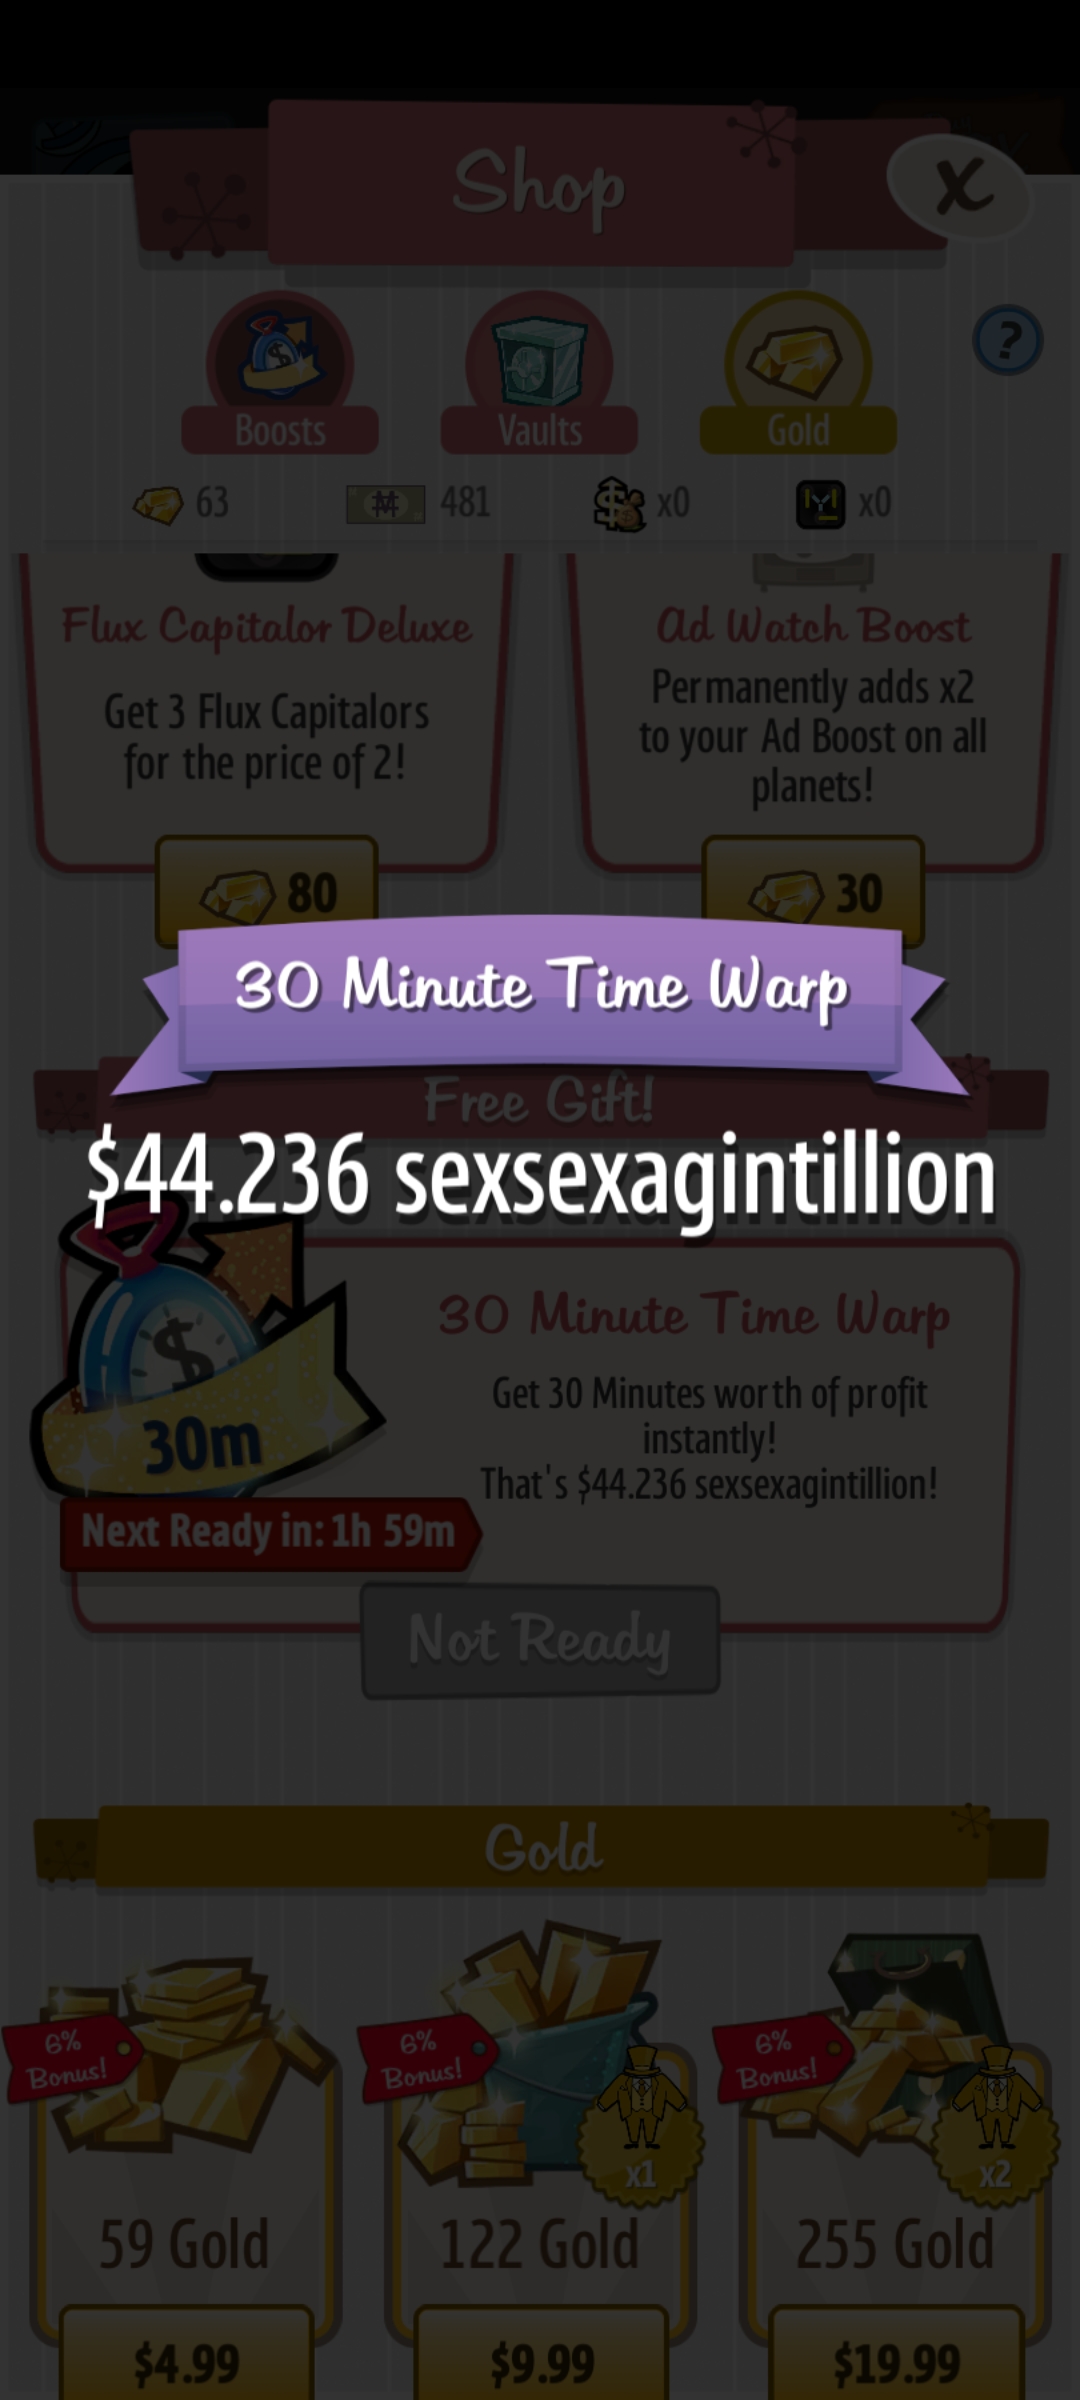 Shop
X
?
Boosts
Vaults
Gold
63
481
x0
x0
Flux Capitalor Deluxe
Get 3 Flux Capitalors
for the price of 2!
80
Ad Watch Boost
Permanently adds x2
to your Ad Boost on all
planets!
30
30 Minute Time Warp
Free Gift!
$44.236 sexsexagintillion
30m
30 Minute Time Warp
Get 30 Minutes worth of profit
instantly!
That's $44.236 sexsexagintillion!
Next Ready in: 1h 59m
Not Ready
Gold
6%
Bonus!
59 Gold
$4.99
6%
Bonus!
x1
122 Gold
$9.99
6%
Bonus!
x2
255 Gold
$19.99